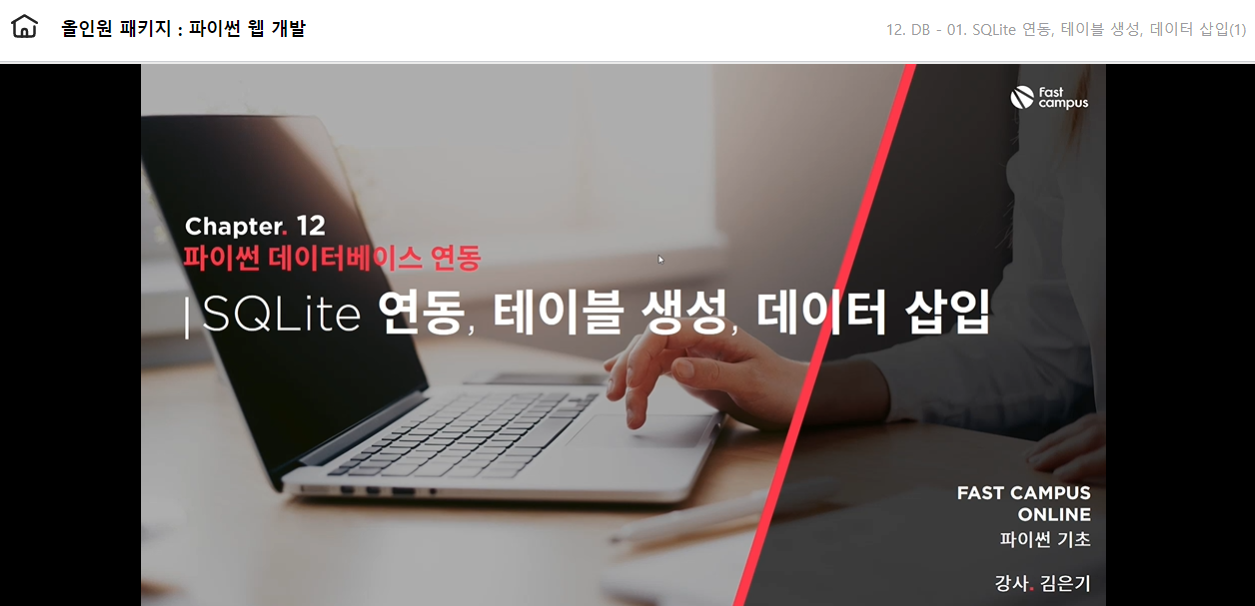 올인원 패키지 : 파이썬 웹 개발
12. DB - 01. SQLite 연동, 테이블 생성, 데이터 삽입(1)
Fast
campus
Chapter. 12
파이썬 데이터베이스 연동
SQLite 연동, 테이블 생성, 데이터 삽입
FAST CAMPUS
ONLINE
파이썬 기초
강사. 김은기